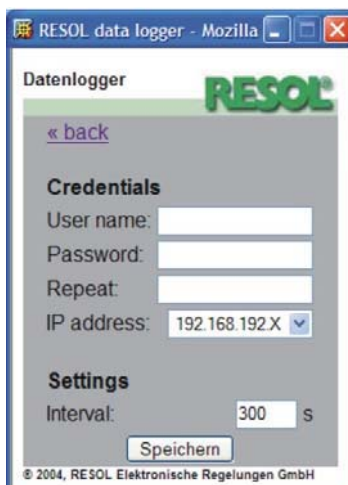 RESOL data logger - Mozilla
Datenlogger
RESOL®
« back
Credentials
User name:
Password:
Repeat:
IP address: 192.168.192.X
Settings
Interval: 300 s
Speichern
© 2004, RESOL Elektronische Regelungen GmbH